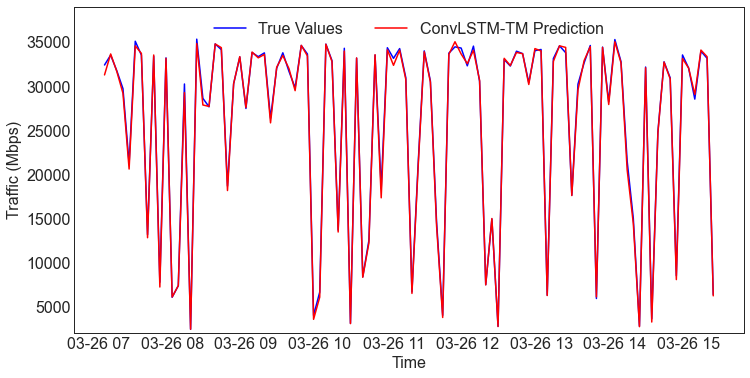 True Values
ConvLSTM-TM Prediction
35000
30000
25000
20000
15000
10000
5000
Traffic (Mbps)
03-26 07 03-26 08 03-26 09 03-26 10 03-26 11 03-26 12 03-26 13 03-26 14 03-26 15
Time